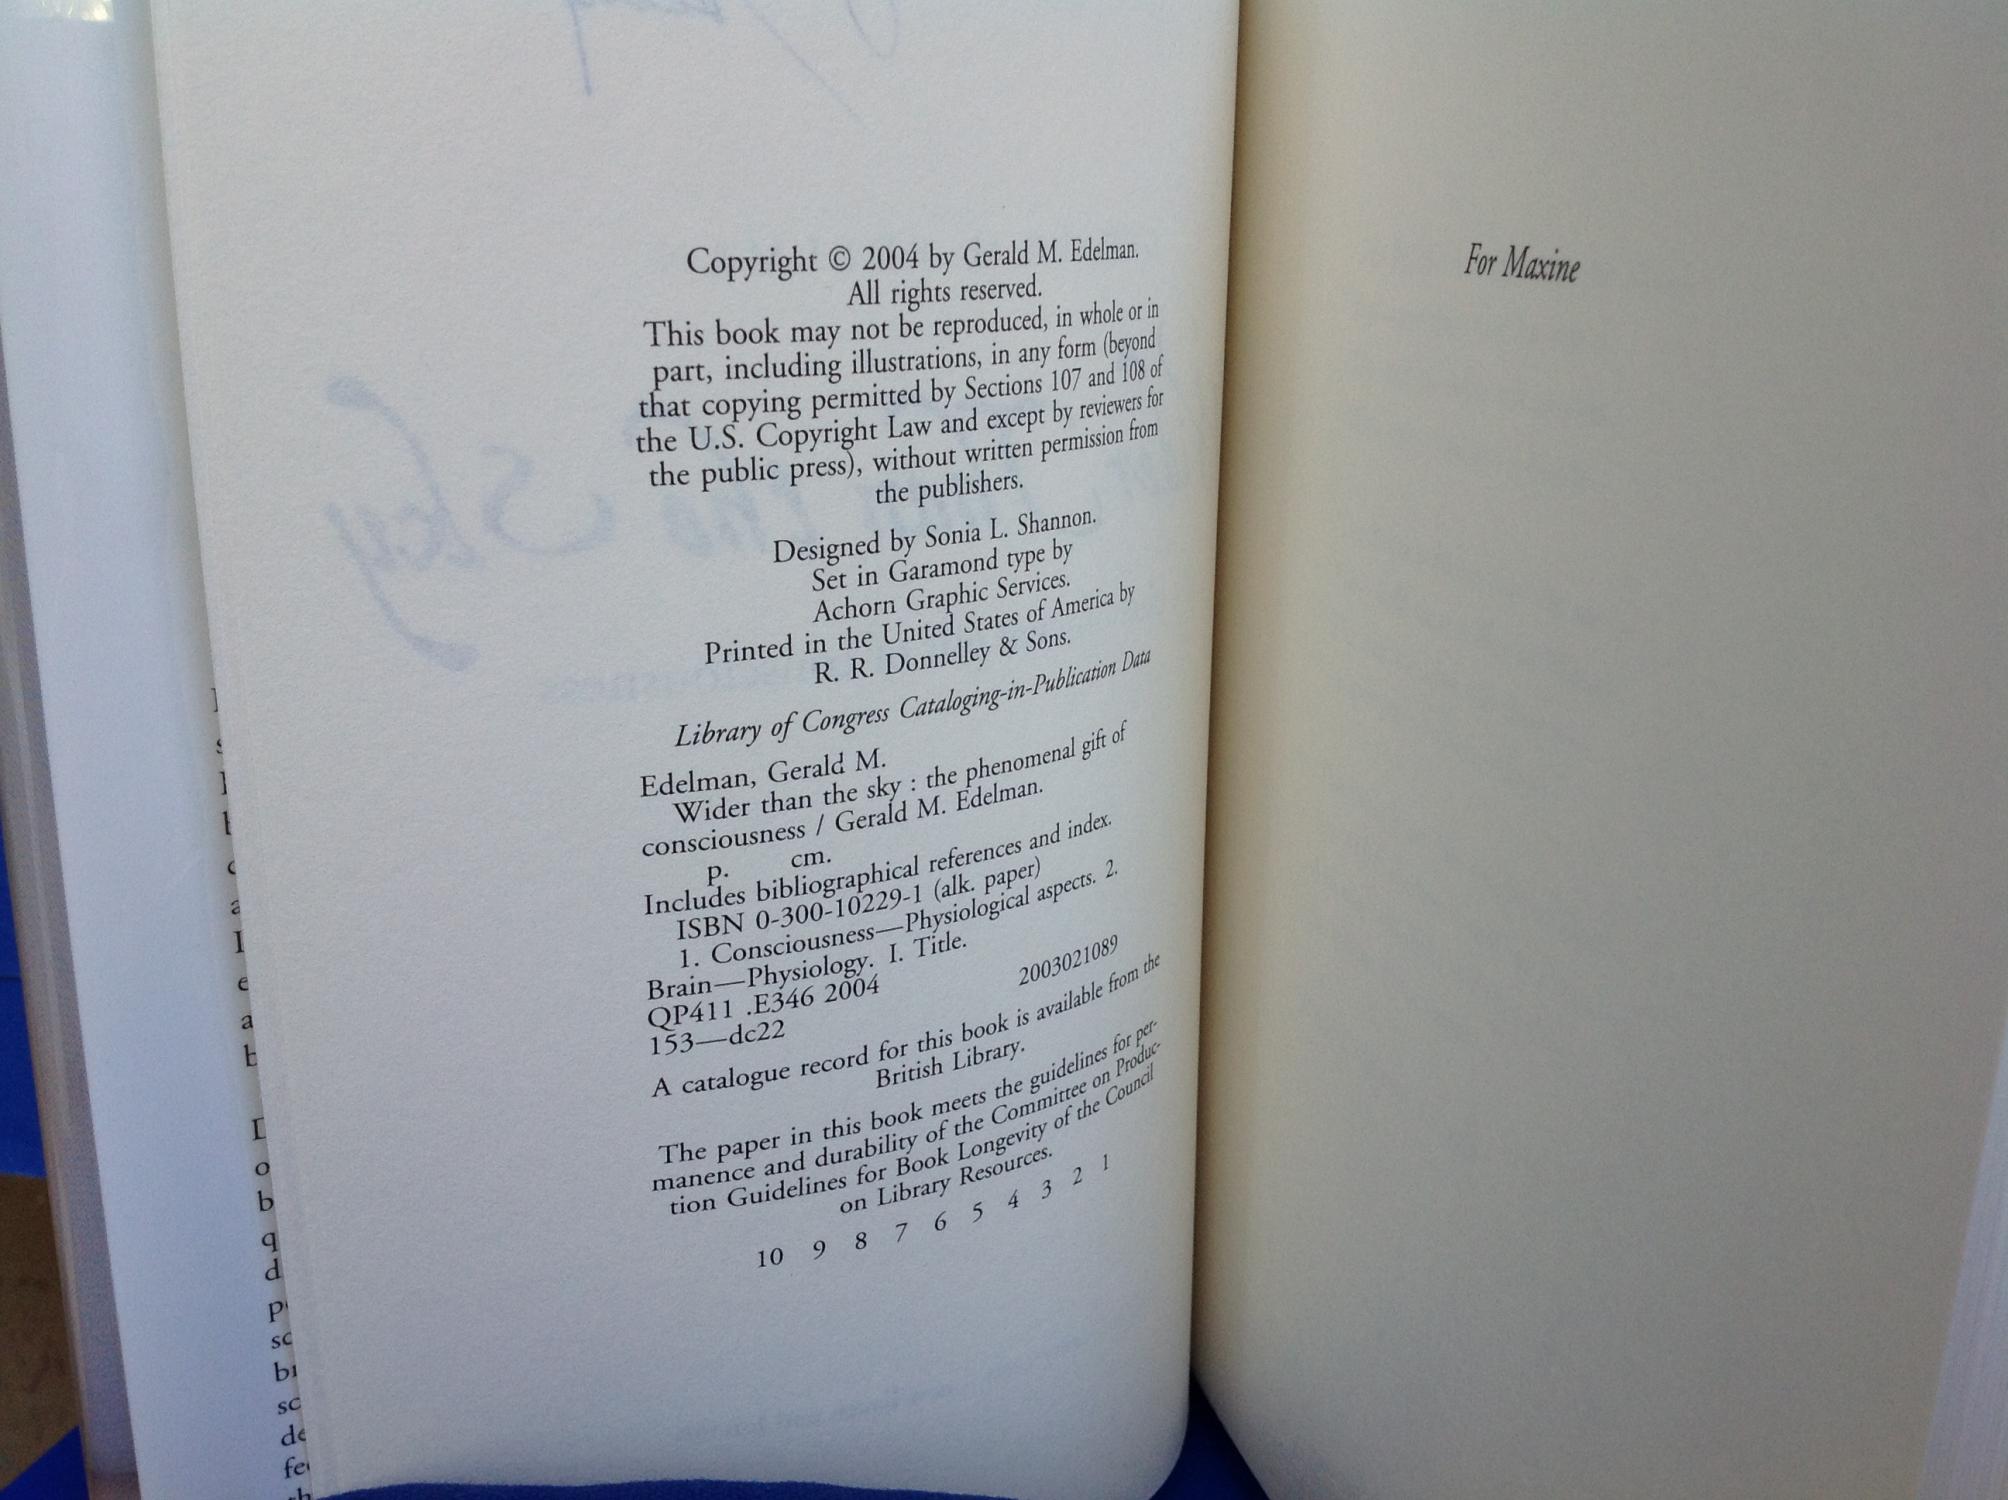 Copyright © 2004 by Gerald M. Edelman.
All rights reserved.
This book may not be reproduced, in whole or in
part, including illustrations, in any form (beyond
that copying permitted by Sections 107 and 108 of
the U.S. Copyright Law and except by reviewers for
the public press), without written permission from
the publishers.
Designed by Sonia L. Shannon.
Set in Garamond type by
Achorn Graphic Services.
Printed in the United States of America by
R. R. Donnelley & Sons.
Library of Congress Cataloging-in-Publication Data
Edelman, Gerald M.
Wider than the sky : the phenomenal gift of
consciousness / Gerald M. Edelman.
p. cm.
Includes bibliographical references and index.
ISBN 0-300-10229-1 (alk. paper)
1. Consciousness—Physiological aspects. 2.
Brain—Physiology. I. Title.
QP411 .E346 2004
153—dc22 2003021089
A catalogue record for this book is available from the
British Library.
The paper in this book meets the guidelines for per-
manence and durability of the Committee on Produc-
tion Guidelines for Book Longevity of the Council
on Library Resources.
10 9 8 7 6 5 4 3 2 1
For Maxine